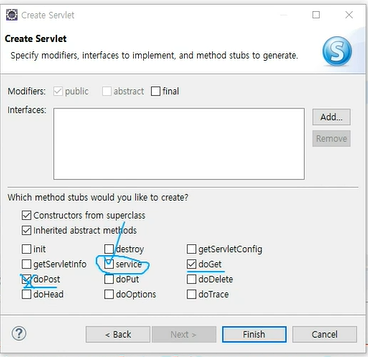 Create Servlet
Create Servlet
Specify modifiers, interfaces to implement, and method stubs to generate.
S
Modifiers: public abstract final
Interfaces:
Add...
Remove
Which method stubs would you like to create?
Constructors from superclass
Inherited abstract methods
init destroy getServletConfig
getServletInfo service doGet
doPost doPut doDelete
doHead doOptions doTrace
? < Back Next > Finish Cancel